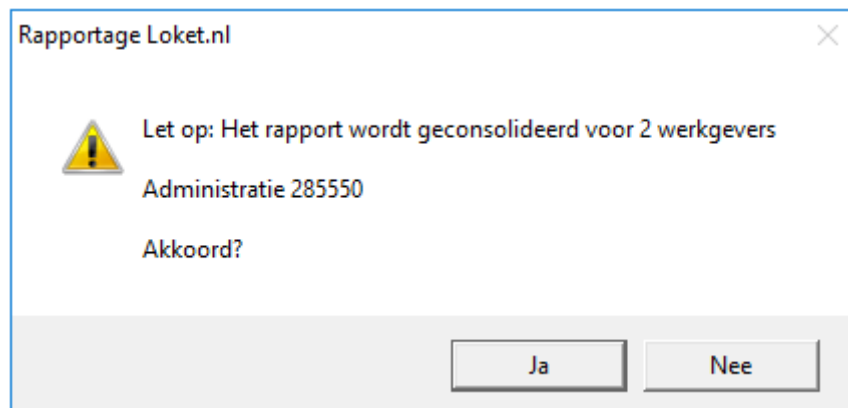 Rapportage Loket.nl
Let op: Het rapport wordt geconsolideerd voor 2 werkgevers
Administratie 285550
Akkoord?
Ja
Nee